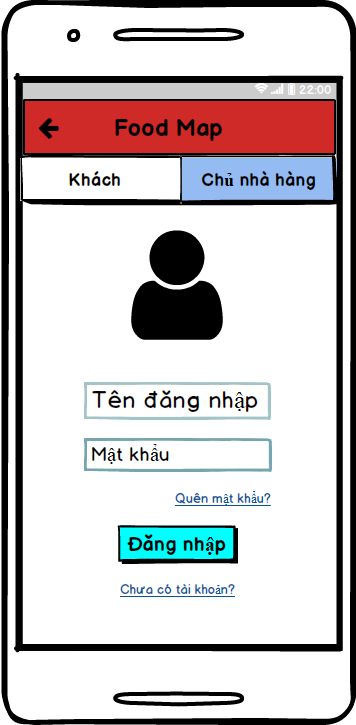 22:00
Food Map
Khách
Chủ nhà hàng
Tên đăng nhập
Mật khẩu
Quên mật khẩu?
Đăng nhập
Chưa có tài khoản?